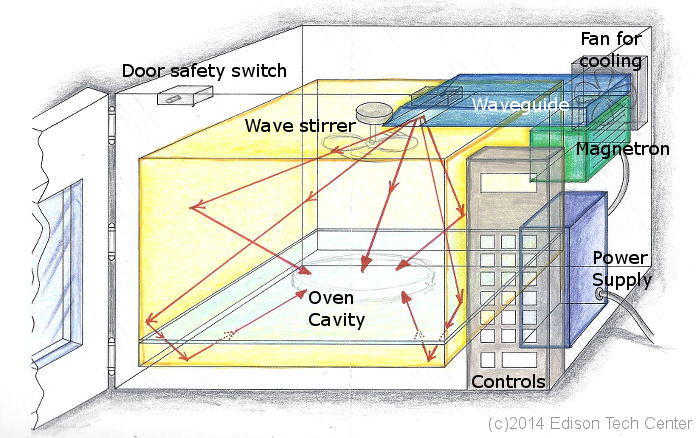 Fan for
cooling
Door safety switch
Waveguide
Wave stirrer
Magnetron
Power
Supply
Oven
Cavity
Controls
(c)2014 Edison Tech Center